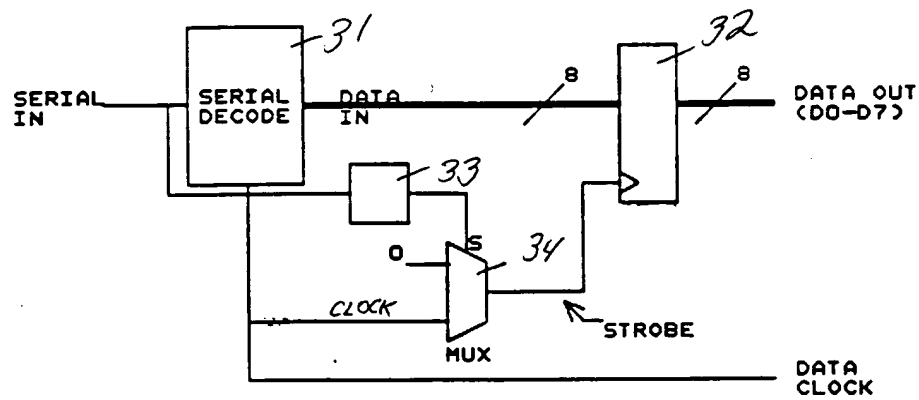 31
32
8
8
SERIAL
IN
SERIAL
DECODE
DATA
IN
DATA OUT
(D0-D7)
33
S
0
34
CLOCK
STROBE
MUX
DATA
CLOCK